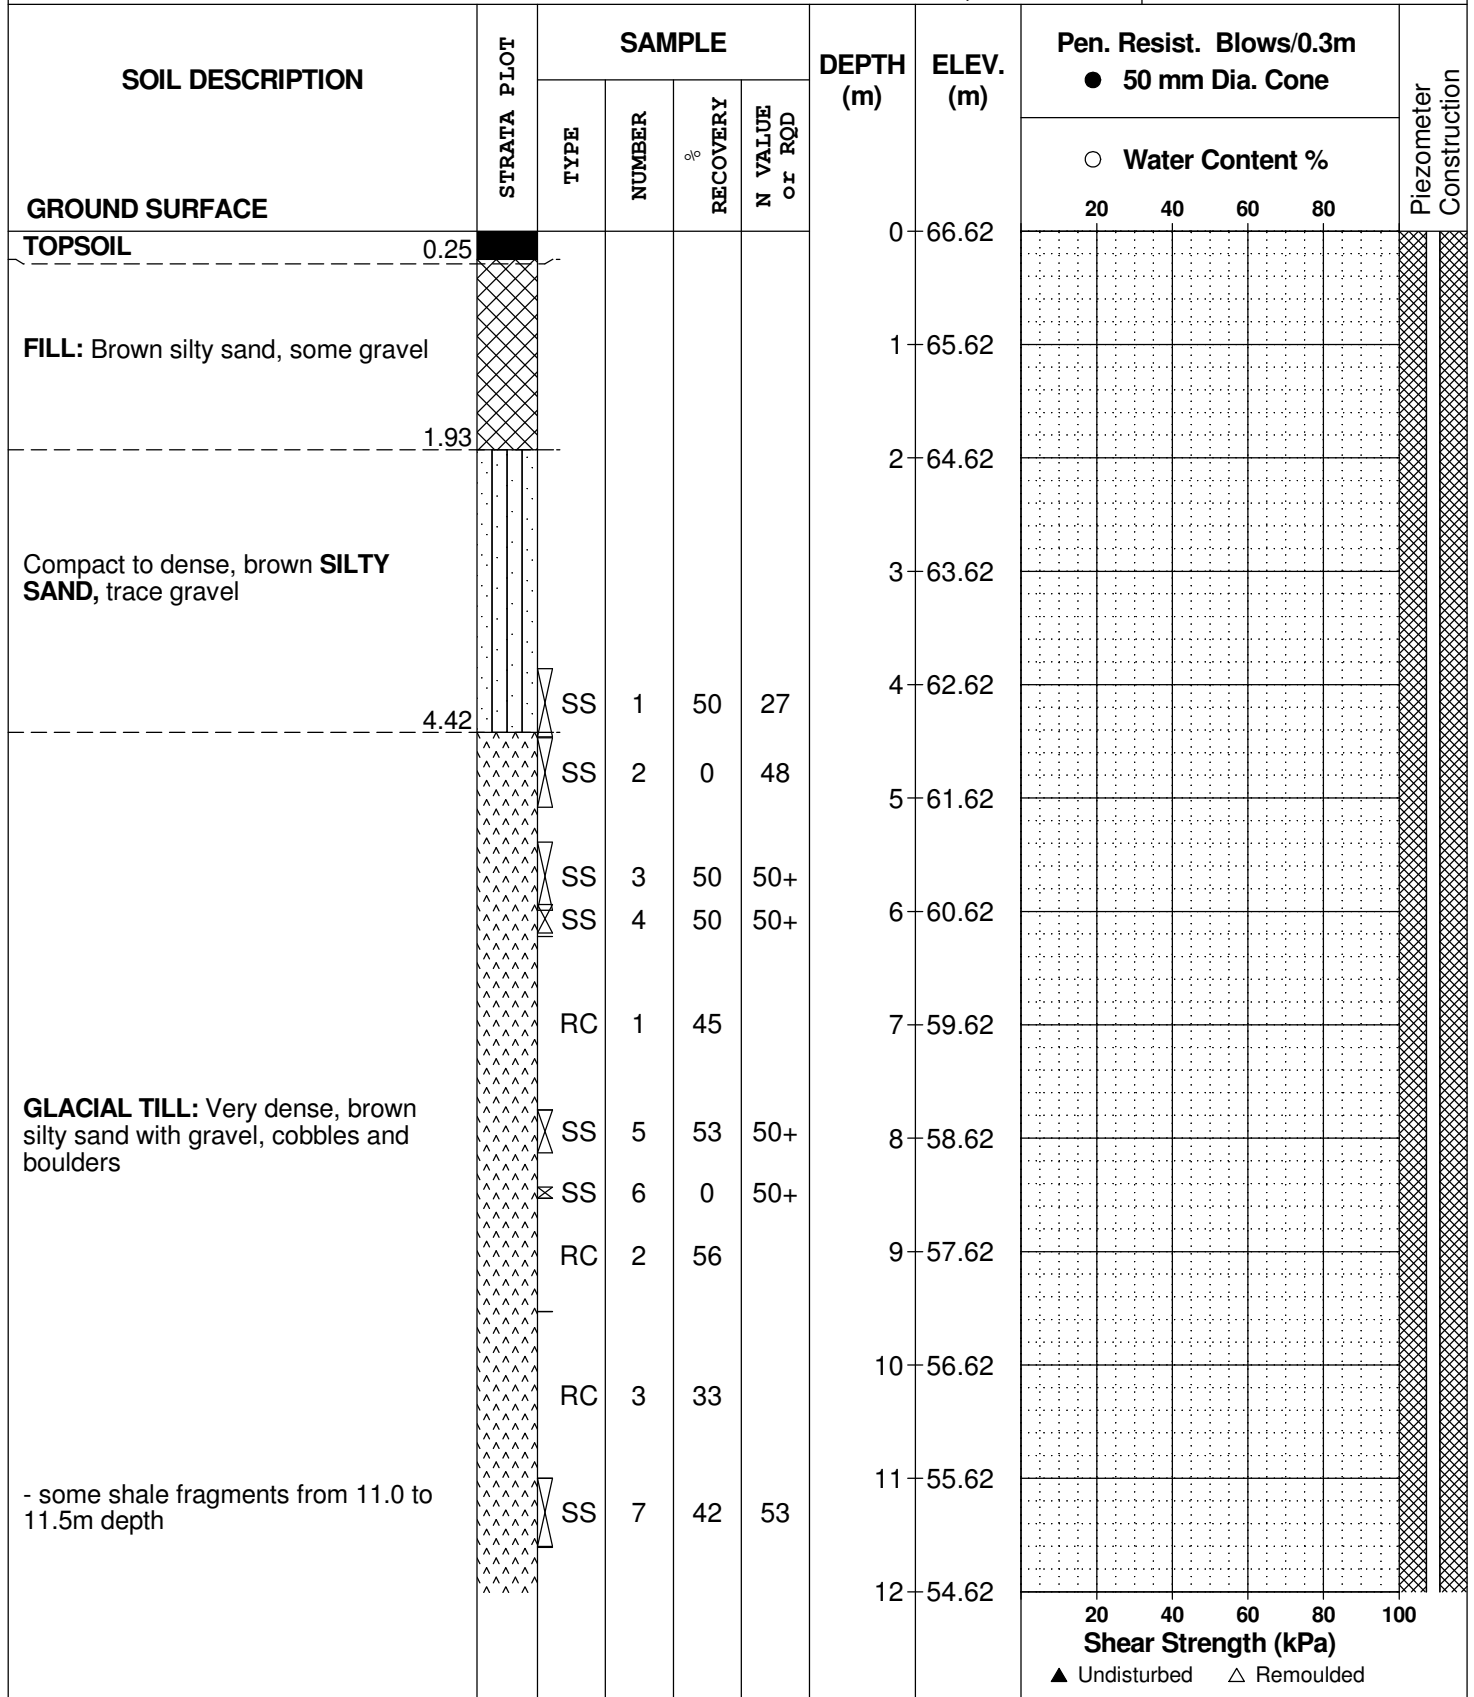 SOIL DESCRIPTION
GROUND SURFACE
STRATA PLOT
SAMPLE
TYPE
NUMBER
% RECOVERY
N VALUE or RQD
DEPTH (m)
ELEV. (m)
Pen. Resist. Blows/0.3m
● 50 mm Dia. Cone
○ Water Content %
20 40 60 80
Piezometer Construction
TOPSOIL 0.25
0 66.62
FILL: Brown silty sand, some gravel
1 65.62
1.93
2 64.62
Compact to dense, brown SILTY
SAND, trace gravel
3 63.62
4 62.62
SS 1 50 27
4.42
SS 2 0 48
5 61.62
SS 3 50 50+
SS 4 50 50+
6 60.62
RC 1 45
7 59.62
GLACIAL TILL: Very dense, brown
silty sand with gravel, cobbles and
boulders
SS 5 53 50+
8 58.62
SS 6 0 50+
RC 2 56
9 57.62
10 56.62
RC 3 33
11 55.62
- some shale fragments from 11.0 to
11.5m depth
SS 7 42 53
12 54.62
20 40 60 80 100
Shear Strength (kPa)
▲ Undisturbed △ Remoulded